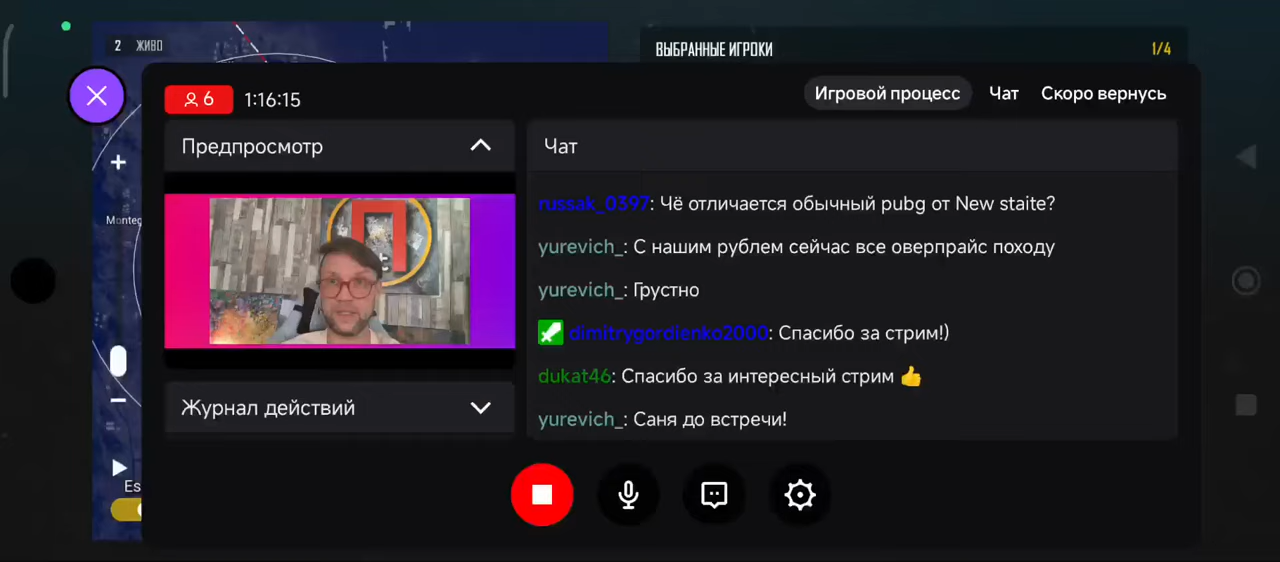 2 ЖИВО
ВЫБРАННЫЕ ИГРОКИ
1/4
6
1:16:15
Игровой процесс
Чат
Скоро вернусь
Предпросмотр
Чат
russak_0397: Чё отличается обычный pubg от New staite?
yurevich_: С нашим рублем сейчас все оверпрайс походу
yurevich_: Грустно
dimitrygordienko2000: Спасибо за стрим!)
dukat46: Спасибо за интересный стрим 👍
yurevich_: Саня до встречи!
Журнал действий
Monteg
Es